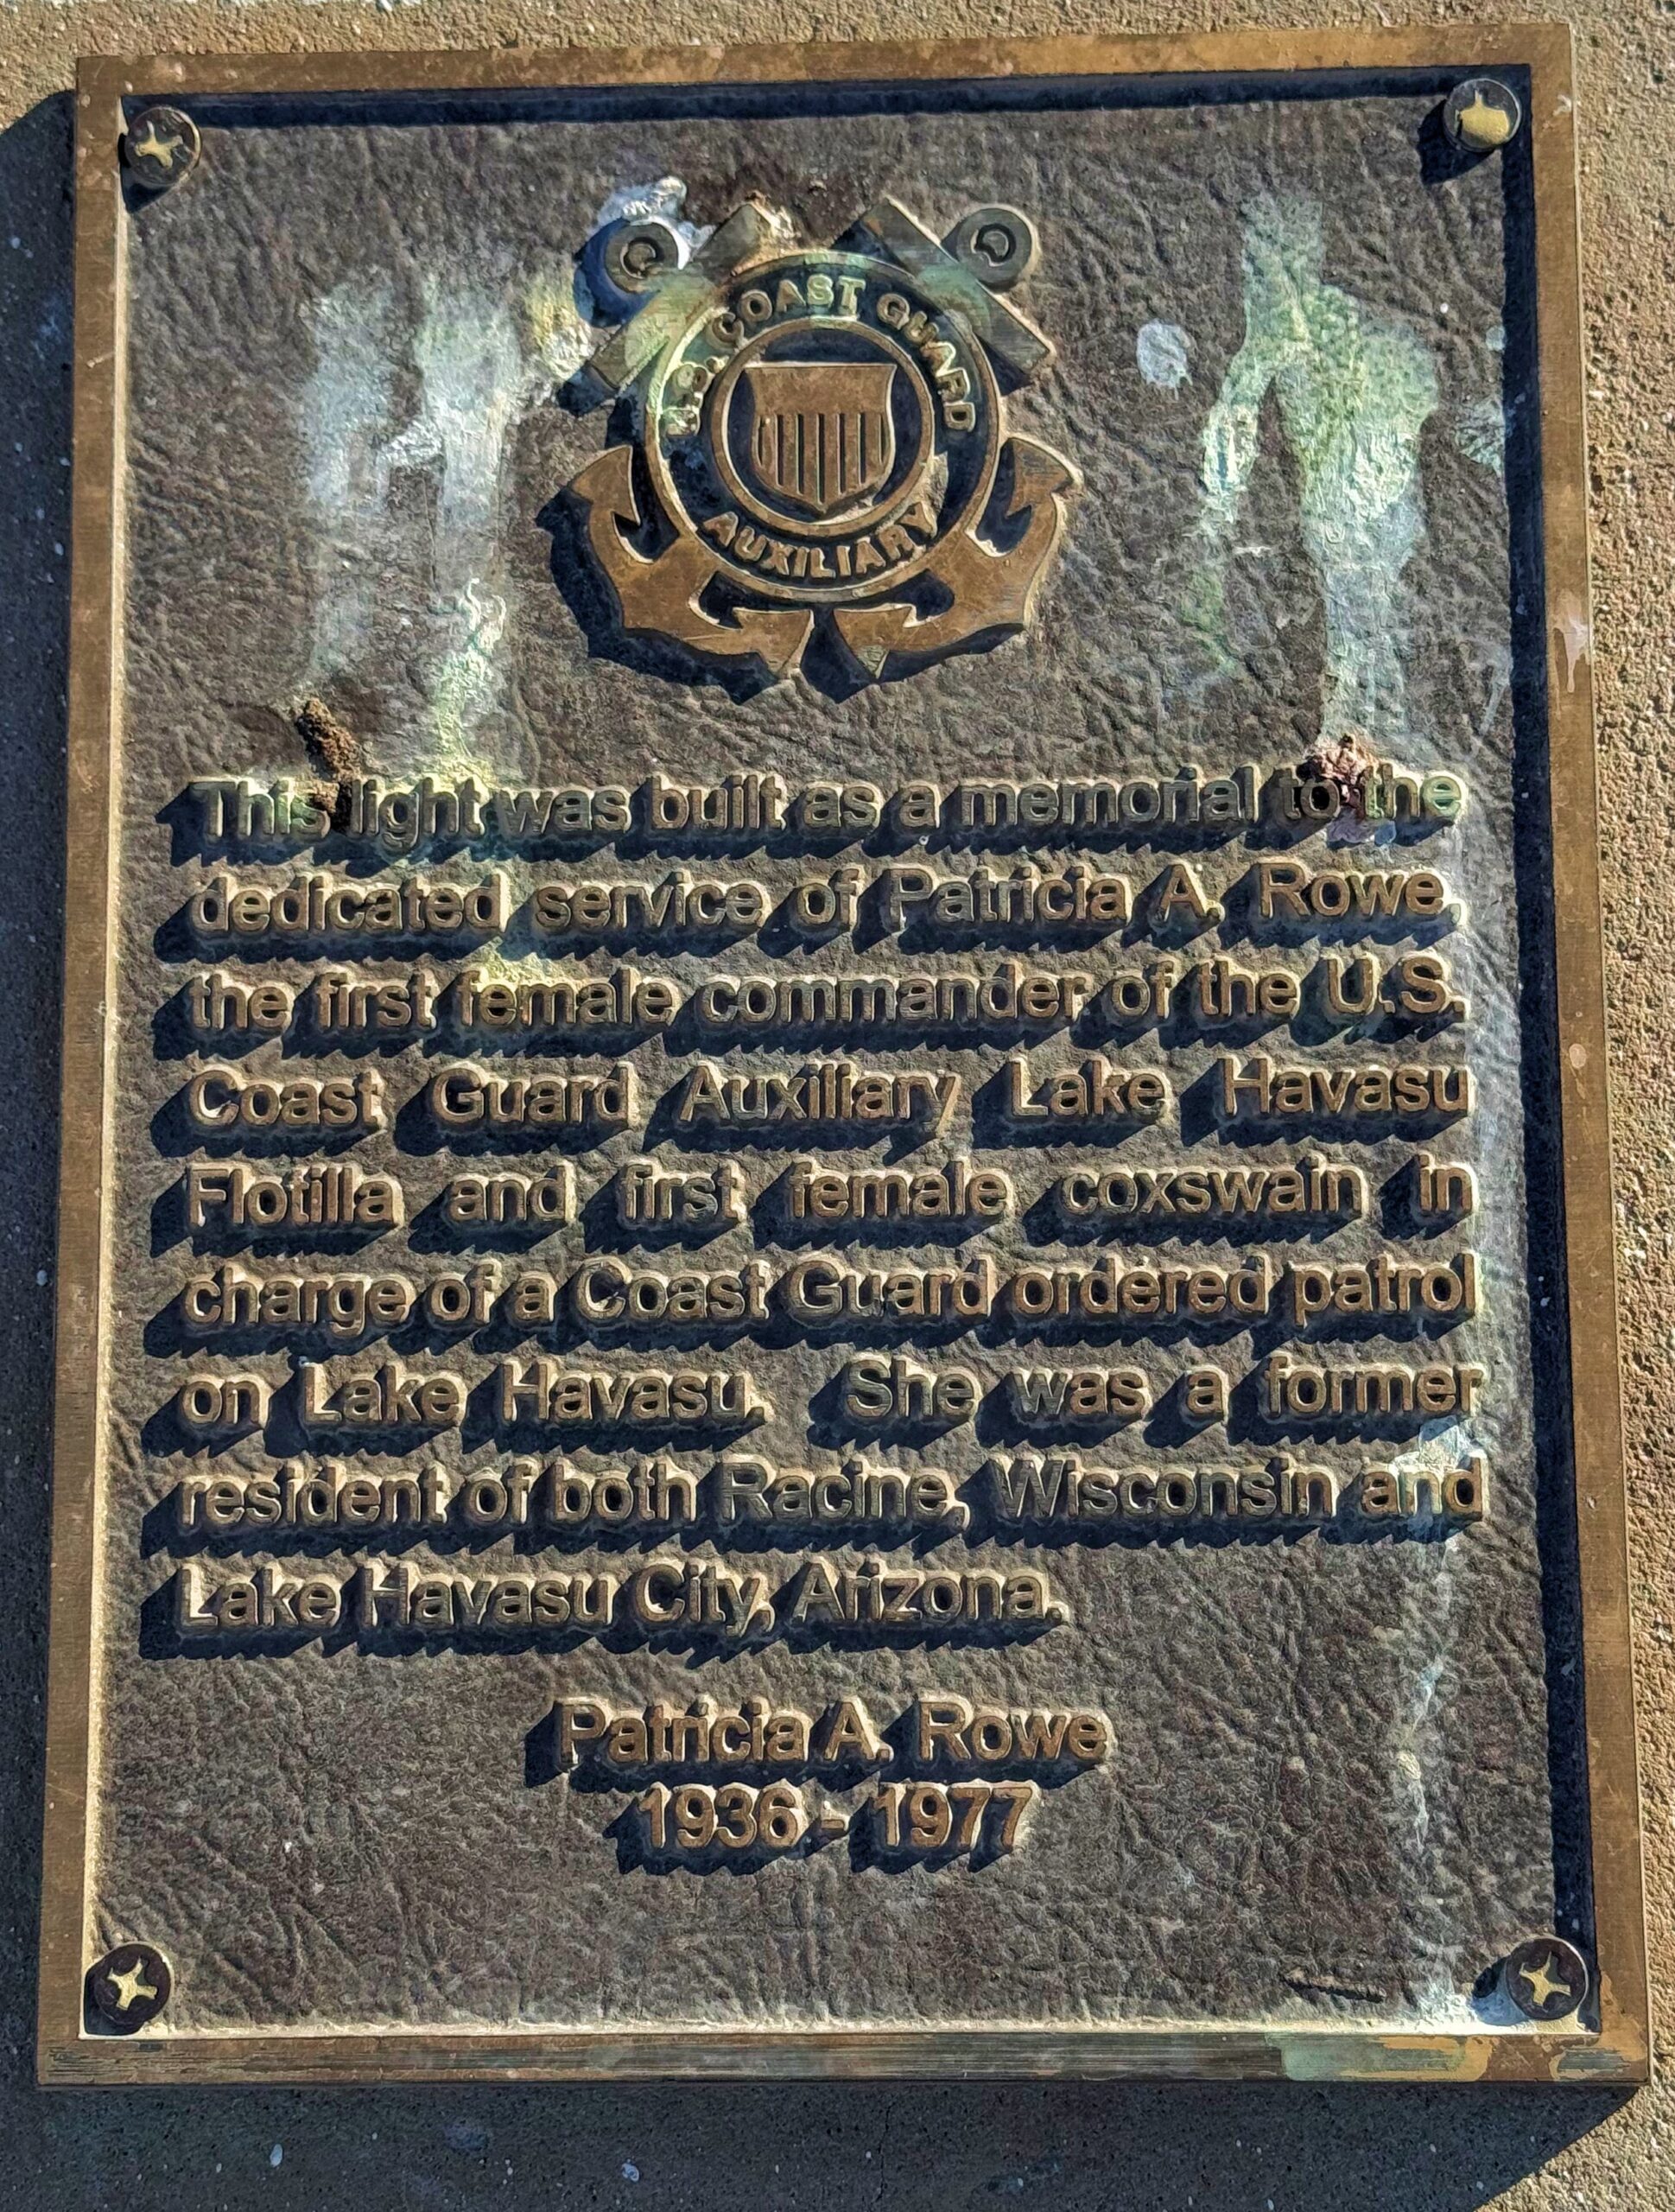 U.S. COAST GUARD
AUXILIARY
This light was built as a memorial to the
dedicated service of Patricia A. Rowe,
the first female commander of the U.S.
Coast Guard Auxiliary Lake Havasu
Flotilla and first female coxswain in
charge of a Coast Guard ordered patrol
on Lake Havasu. She was a former
resident of both Racine, Wisconsin and
Lake Havasu City, Arizona.
Patricia A. Rowe
1936 - 1977